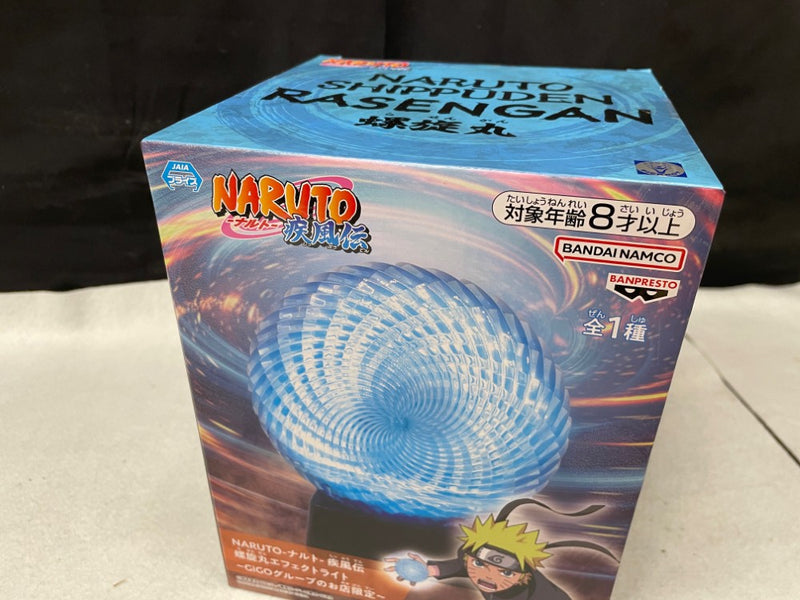 NARUTO
SHIPPUDEN
RASENGAN
螺旋丸
JAIA
プライズ
NARUTO
-ナルト-
疾風伝
たいしょうねんれい さい いじょう
対象年齢8才以上
BANDAI NAMCO
BANPRESTO
ぜん しゅ
全1種
NARUTO-ナルト- 疾風伝
螺旋丸エフェクトライト
~GiGOグループのお店限定~